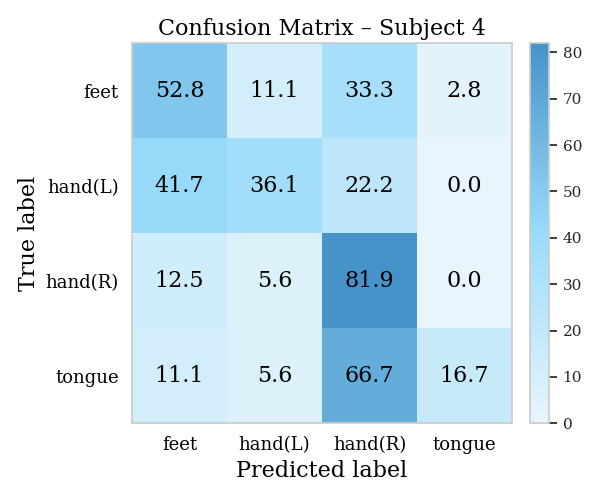 Confusion Matrix – Subject 4
True label
feet 52.8 11.1 33.3 2.8
hand(L) 41.7 36.1 22.2 0.0
hand(R) 12.5 5.6 81.9 0.0
tongue 11.1 5.6 66.7 16.7
feet hand(L) hand(R) tongue
Predicted label
80
70
60
50
40
30
20
10
0